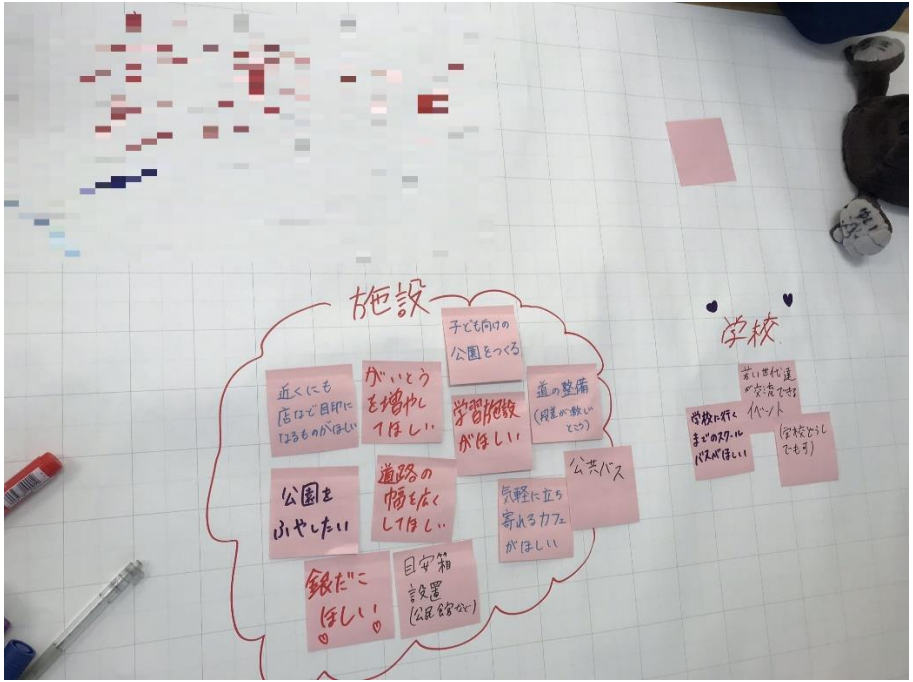 施設
子ども向けの
公園をつくる
近くにも
店など目印に
なるものがほしい
がいとう
を増やし
てほしい
学習施設
がほしい
道の整備
(段差が激しい
ところ)
公園を
ふやしたい
道路の
幅を広く
してほしい
気軽に立ち
寄れるカフェ
がほしい
公共バス
銀だこ
ほしい
目安箱
設置
(公民館など)
学校
若い世代達
が交流できる
イベント
学校に行く
までのスクール
バスがほしい
(学校どうし
でも可)